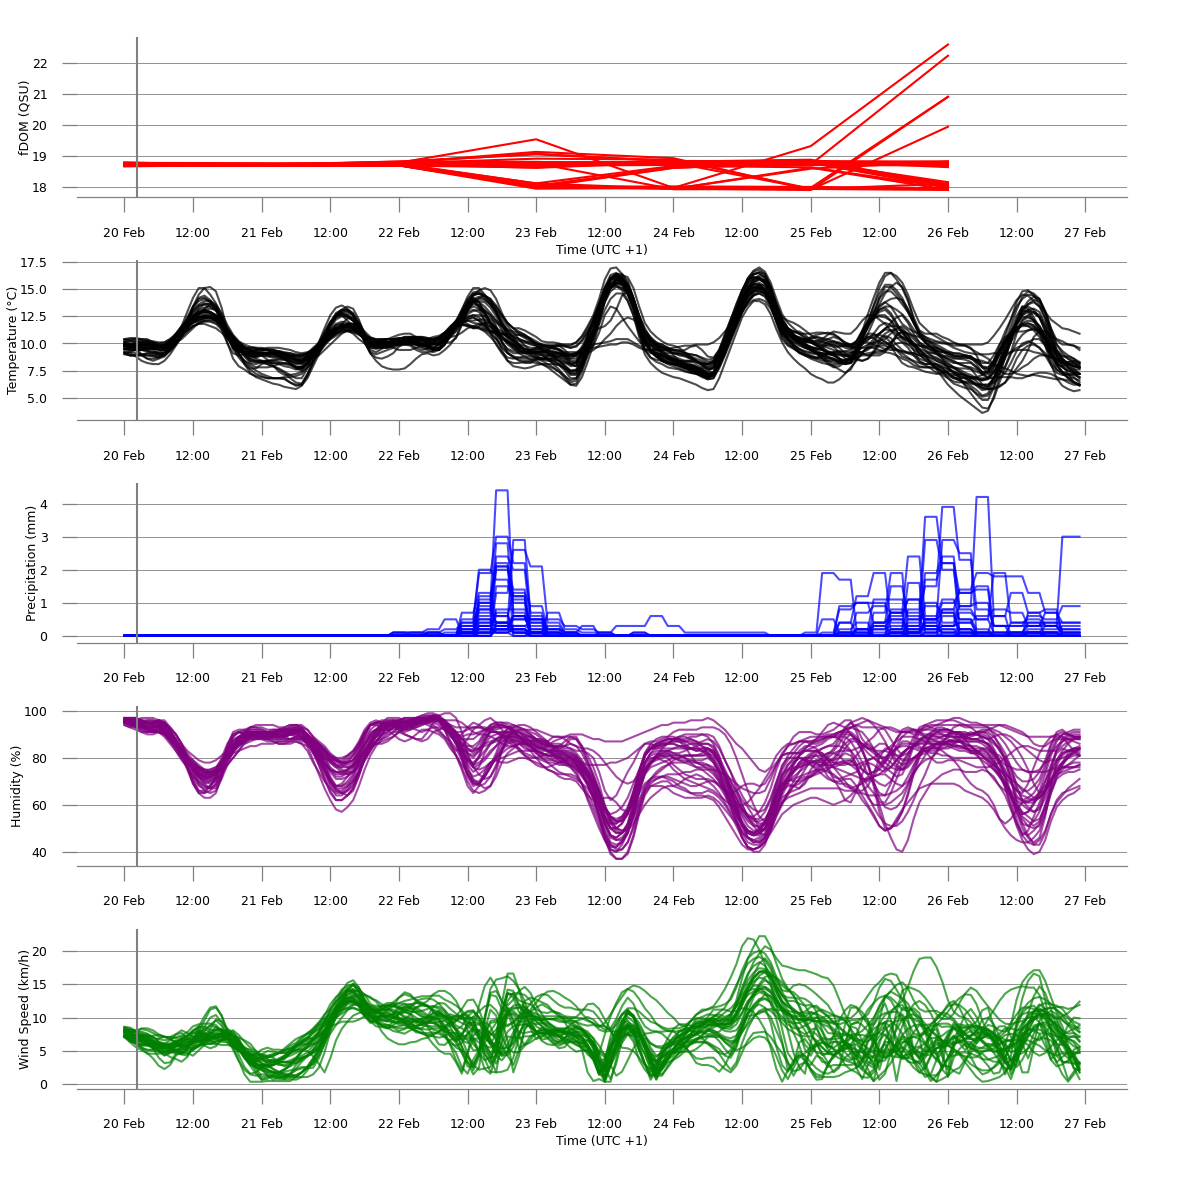 22
21
20
19
18
fDOM (QSU)
20 Feb 12:00 21 Feb 12:00 22 Feb 12:00 23 Feb 12:00 24 Feb 12:00 25 Feb 12:00 26 Feb 12:00 27 Feb
Time (UTC +1)
17.5
15.0
12.5
10.0
7.5
5.0
Temperature (°C)
20 Feb 12:00 21 Feb 12:00 22 Feb 12:00 23 Feb 12:00 24 Feb 12:00 25 Feb 12:00 26 Feb 12:00 27 Feb
4
3
2
1
0
Precipitation (mm)
20 Feb 12:00 21 Feb 12:00 22 Feb 12:00 23 Feb 12:00 24 Feb 12:00 25 Feb 12:00 26 Feb 12:00 27 Feb
100
80
60
40
Humidity (%)
20 Feb 12:00 21 Feb 12:00 22 Feb 12:00 23 Feb 12:00 24 Feb 12:00 25 Feb 12:00 26 Feb 12:00 27 Feb
20
15
10
5
0
Wind Speed (km/h)
20 Feb 12:00 21 Feb 12:00 22 Feb 12:00 23 Feb 12:00 24 Feb 12:00 25 Feb 12:00 26 Feb 12:00 27 Feb
Time (UTC +1)